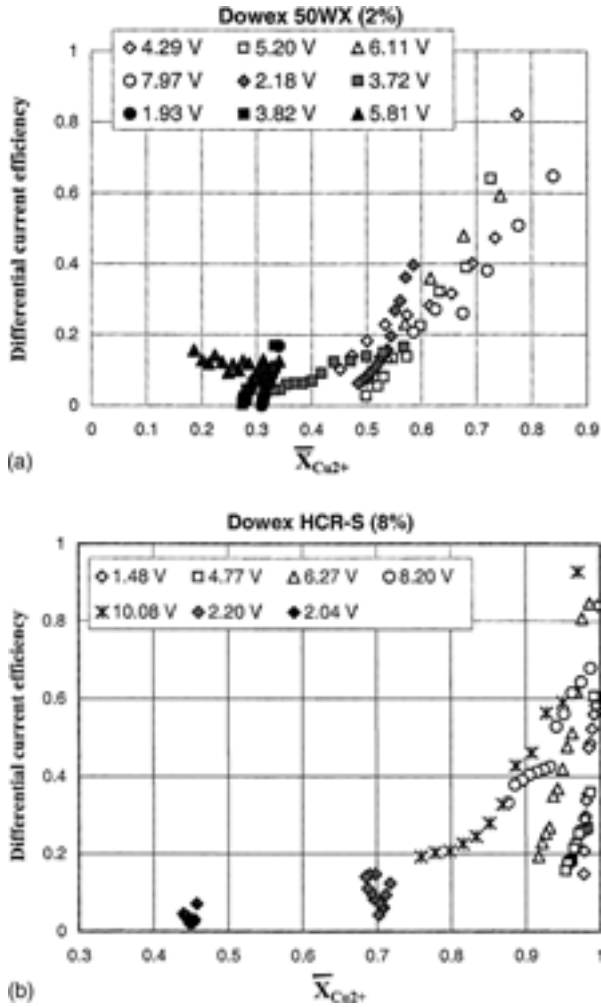 Dowex 50WX (2%)
Differential current efficiency
1
0.8
0.6
0.4
0.2
0
4.29 V 5.20 V 6.11 V
7.97 V 2.18 V 3.72 V
1.93 V 3.82 V 5.81 V
0 0.1 0.2 0.3 0.4 0.5 0.6 0.7 0.8 0.9
(a)
X̅Cu2+
Dowex HCR-S (8%)
Differential current efficiency
1
0.8
0.6
0.4
0.2
0
1.48 V 4.77 V 6.27 V 8.20 V
10.08 V 2.20 V 2.04 V
0.3 0.4 0.5 0.6 0.7 0.8 0.9 1
(b)
X̅Cu2+